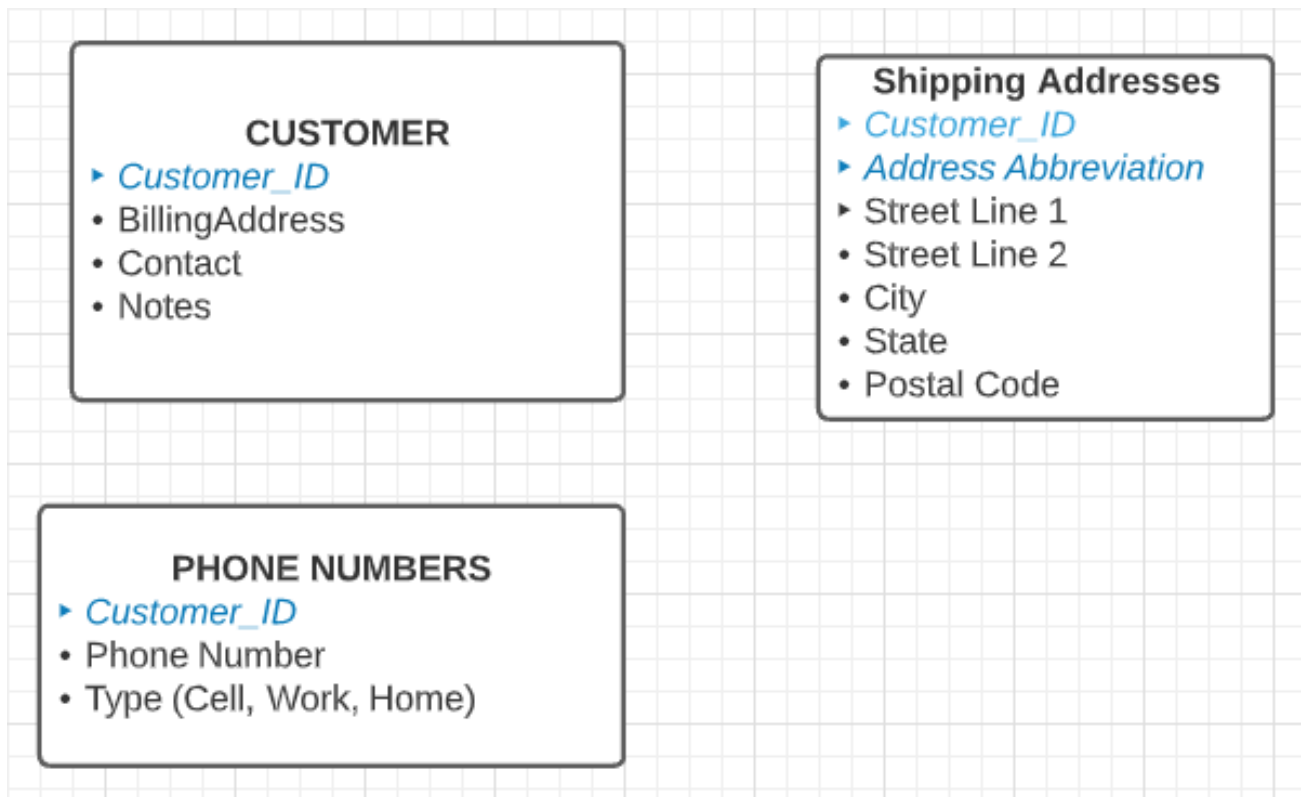 CUSTOMER
Customer_ID
BillingAddress
Contact
Notes
Shipping Addresses
Customer_ID
Address Abbreviation
Street Line 1
Street Line 2
City
State
Postal Code
PHONE NUMBERS
Customer_ID
Phone Number
Type (Cell, Work, Home)